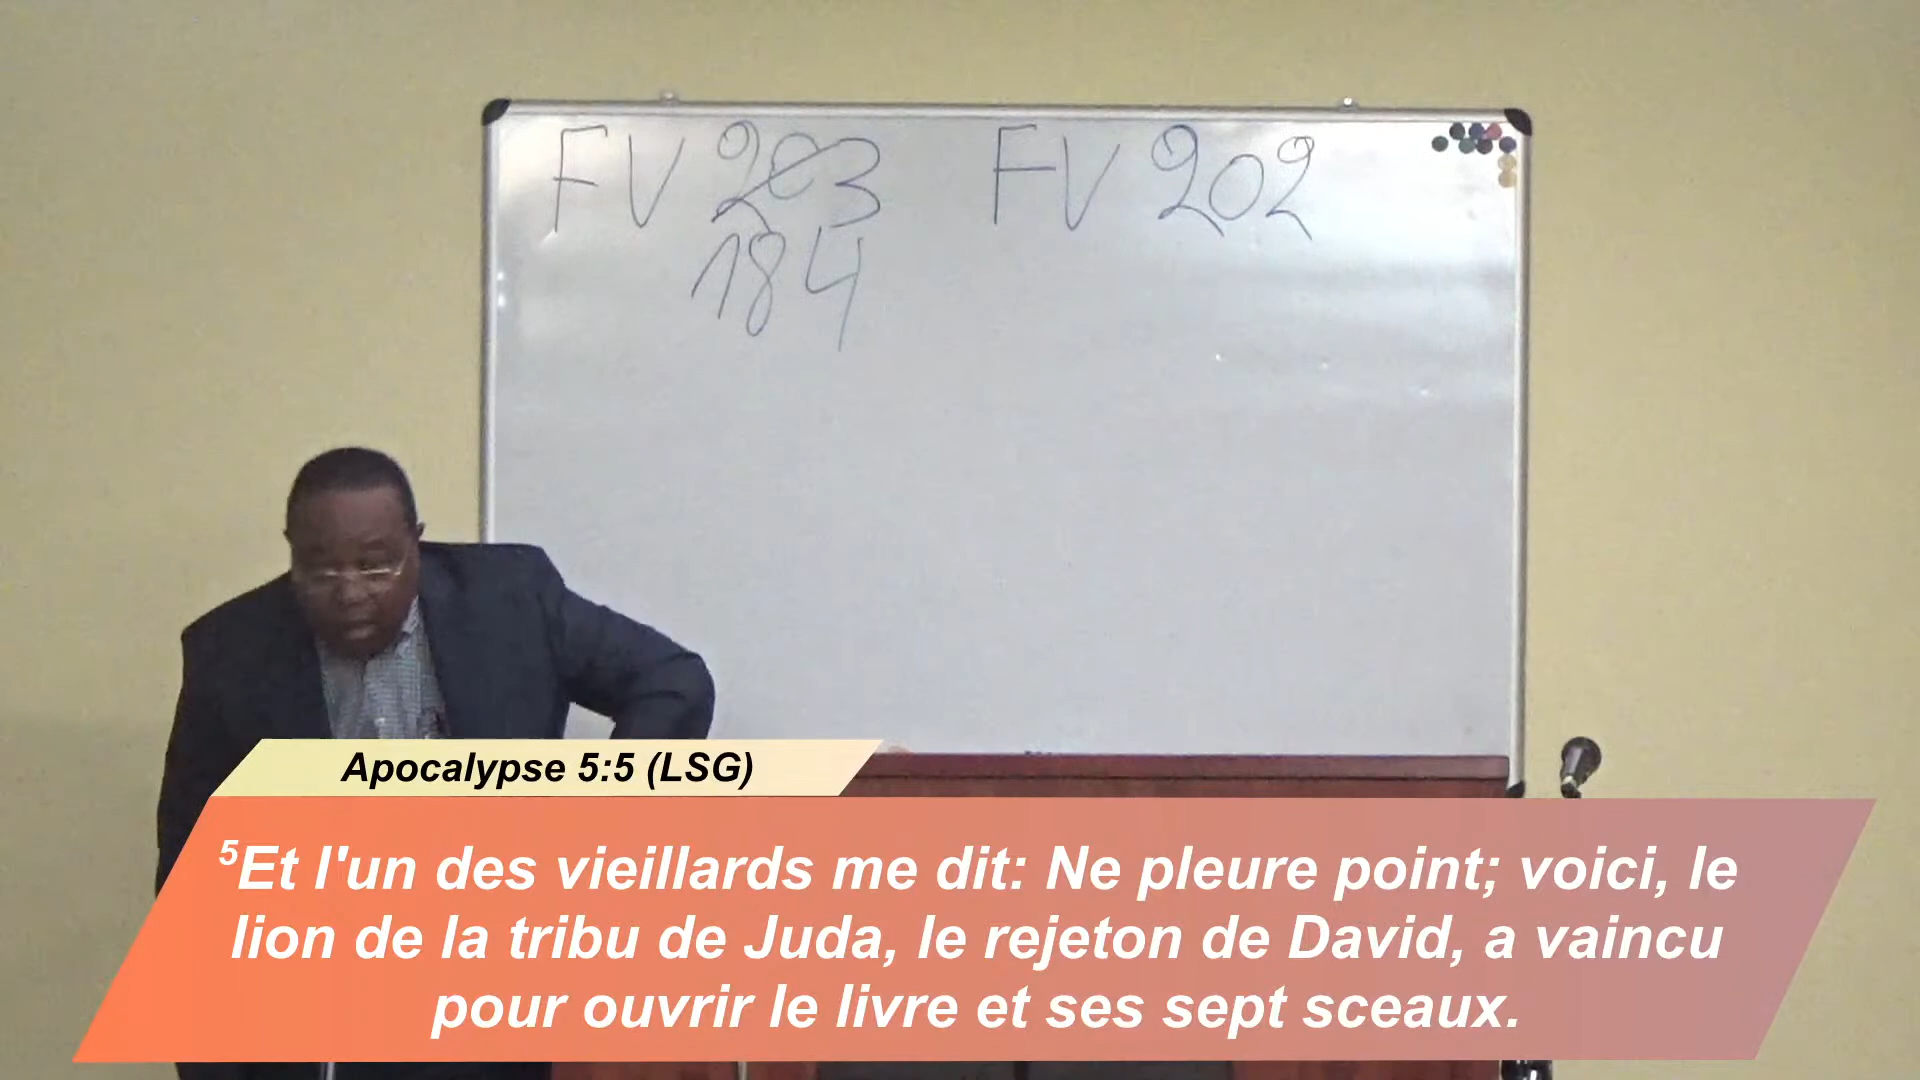 FV 203 FV 202
184
Apocalypse 5:5 (LSG)
5Et l'un des vieillards me dit: Ne pleure point; voici, le
lion de la tribu de Juda, le rejeton de David, a vaincu
pour ouvrir le livre et ses sept sceaux.